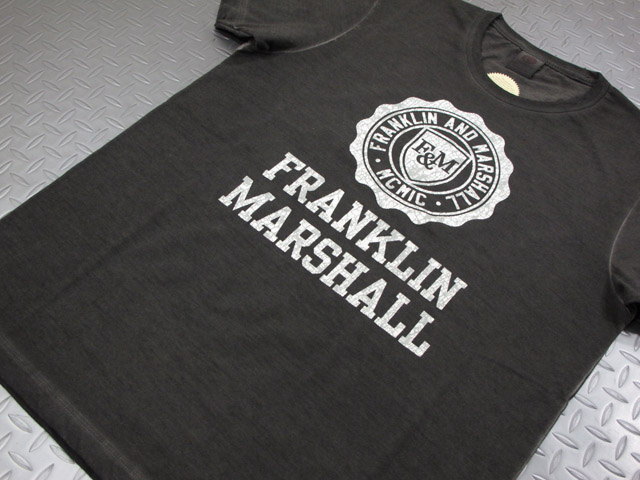 FRANKLIN AND MARSHALL
F&M
· MCMIC ·
FRANKLIN
MARSHALL